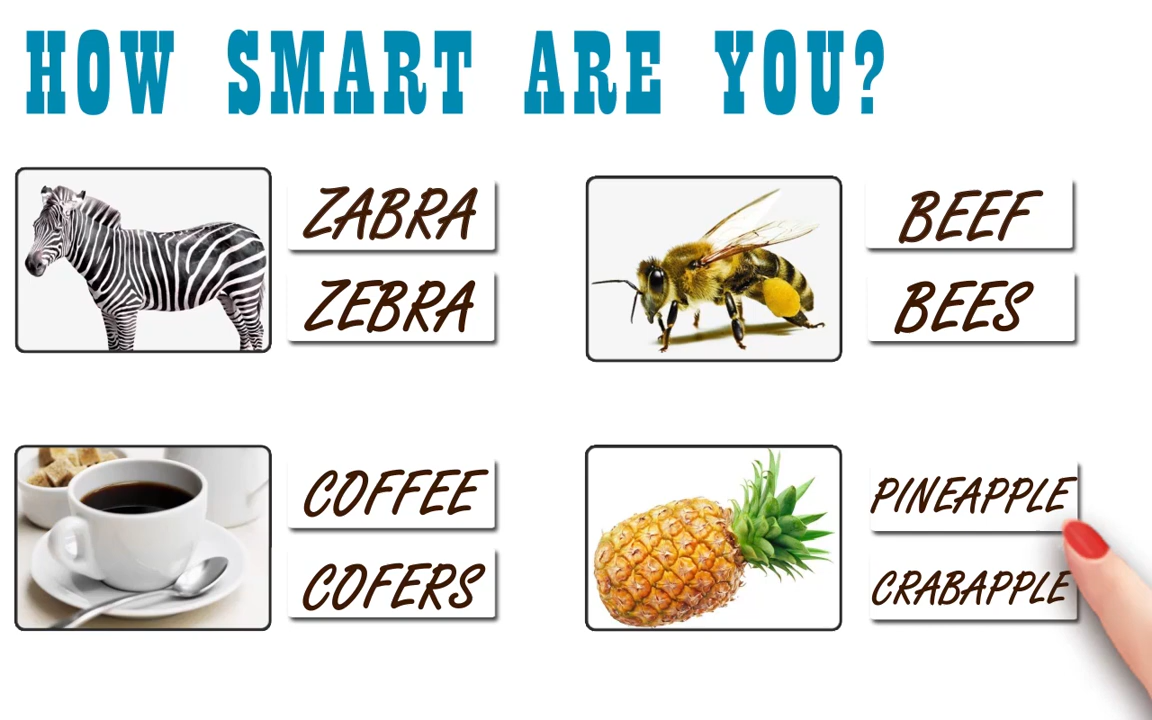 HOW SMART ARE YOU?
ZABRA
ZEBRA
BEEF
BEES
COFFEE
COFERS
PINEAPPLE
CRABAPPLE